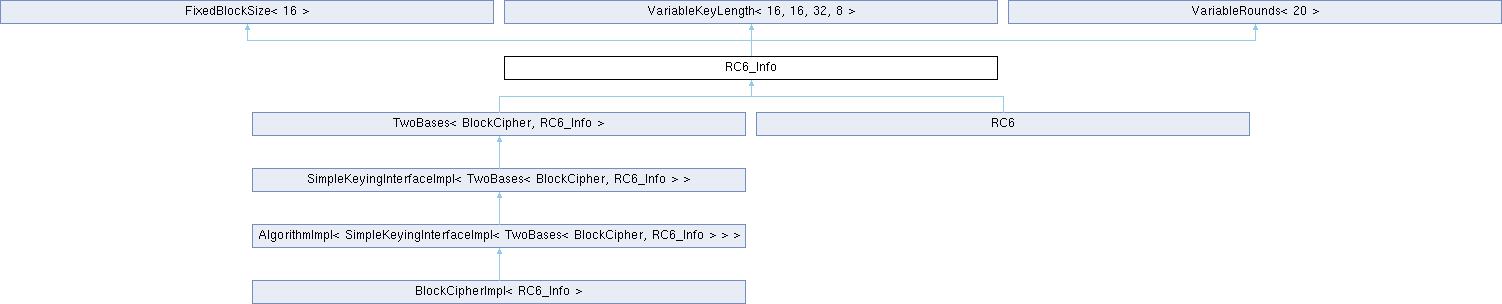 FixedBlockSize< 16 >
VariableKeyLength< 16, 16, 32, 8 >
VariableRounds< 20 >
RC6_Info
TwoBases< BlockCipher, RC6_Info >
RC6
SimpleKeyingInterfaceImpl< TwoBases< BlockCipher, RC6_Info > >
AlgorithmImpl< SimpleKeyingInterfaceImpl< TwoBases< BlockCipher, RC6_Info > > >
BlockCipherImpl< RC6_Info >